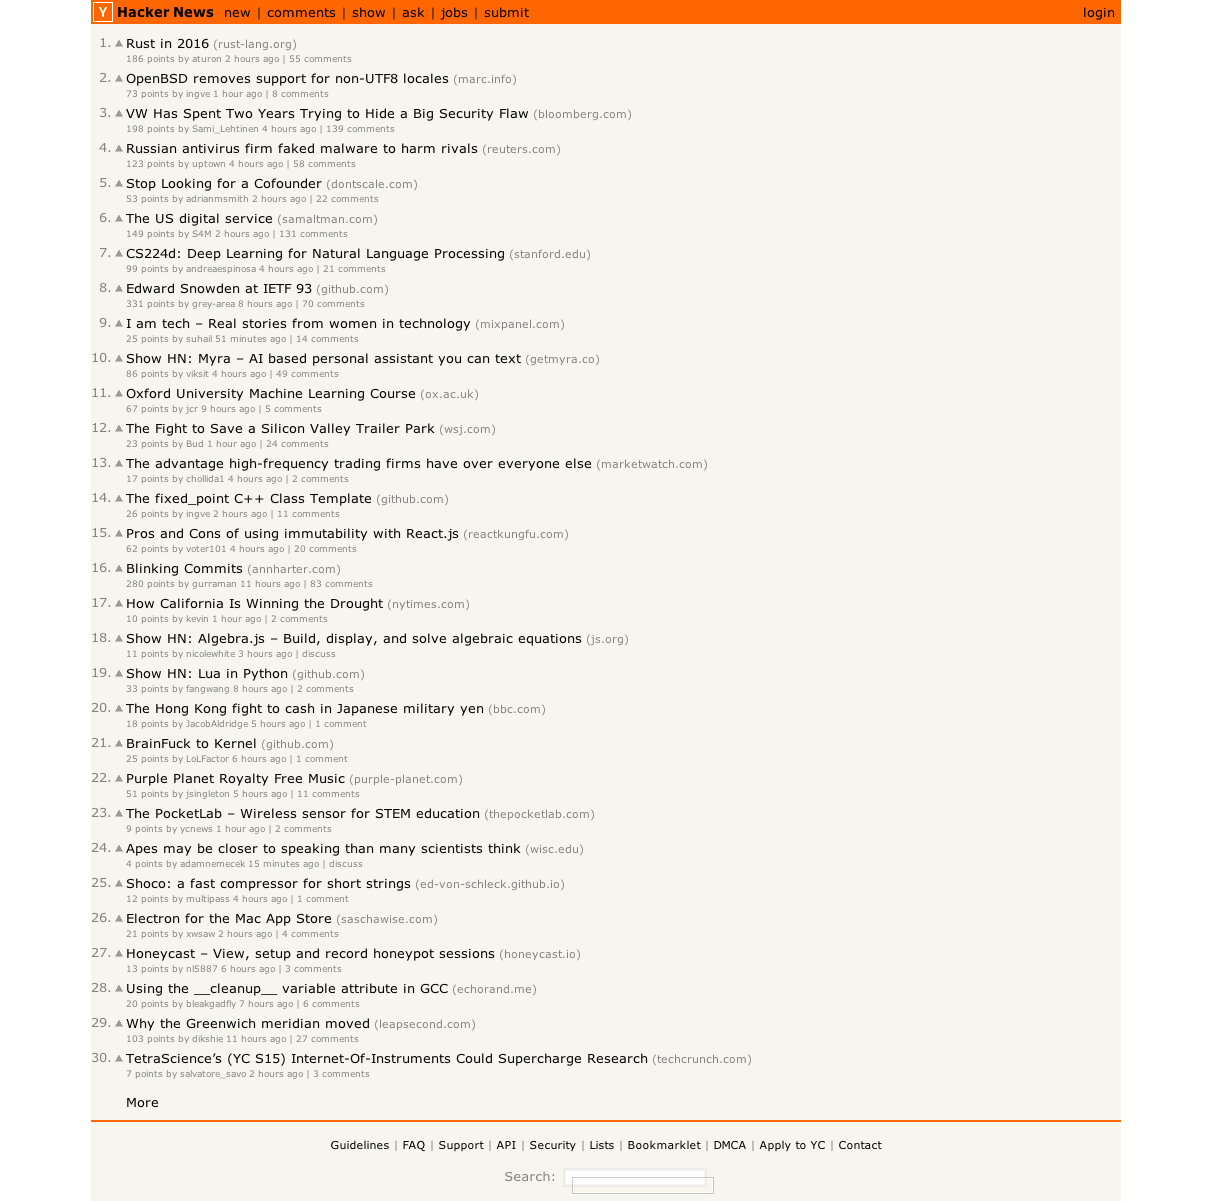 Y Hacker News new | comments | show | ask | jobs | submit login
1. Rust in 2016 (rust-lang.org)
186 points by aturon 2 hours ago | 55 comments
2. OpenBSD removes support for non-UTF8 locales (marc.info)
73 points by ingve 1 hour ago | 8 comments
3. VW Has Spent Two Years Trying to Hide a Big Security Flaw (bloomberg.com)
198 points by Sami_Lehtinen 4 hours ago | 139 comments
4. Russian antivirus firm faked malware to harm rivals (reuters.com)
123 points by uptown 4 hours ago | 58 comments
5. Stop Looking for a Cofounder (dontscale.com)
53 points by adrianmsmith 2 hours ago | 22 comments
6. The US digital service (samaltman.com)
149 points by S4M 2 hours ago | 131 comments
7. CS224d: Deep Learning for Natural Language Processing (stanford.edu)
99 points by andreaespinosa 4 hours ago | 21 comments
8. Edward Snowden at IETF 93 (github.com)
331 points by grey-area 8 hours ago | 70 comments
9. I am tech – Real stories from women in technology (mixpanel.com)
25 points by suhail 51 minutes ago | 14 comments
10. Show HN: Myra – AI based personal assistant you can text (getmyra.co)
86 points by viksit 4 hours ago | 49 comments
11. Oxford University Machine Learning Course (ox.ac.uk)
67 points by jcr 9 hours ago | 5 comments
12. The Fight to Save a Silicon Valley Trailer Park (wsj.com)
23 points by Bud 1 hour ago | 24 comments
13. The advantage high-frequency trading firms have over everyone else (marketwatch.com)
17 points by chollida1 4 hours ago | 2 comments
14. The fixed_point C++ Class Template (github.com)
26 points by ingve 2 hours ago | 11 comments
15. Pros and Cons of using immutability with React.js (reactkungfu.com)
62 points by voter101 4 hours ago | 20 comments
16. Blinking Commits (annharter.com)
280 points by gurraman 11 hours ago | 83 comments
17. How California Is Winning the Drought (nytimes.com)
10 points by kevin 1 hour ago | 2 comments
18. Show HN: Algebra.js – Build, display, and solve algebraic equations (js.org)
11 points by nicolewhite 3 hours ago | discuss
19. Show HN: Lua in Python (github.com)
33 points by fangwang 8 hours ago | 2 comments
20. The Hong Kong fight to cash in Japanese military yen (bbc.com)
18 points by JacobAldridge 5 hours ago | 1 comment
21. BrainFuck to Kernel (github.com)
25 points by LoLFactor 6 hours ago | 1 comment
22. Purple Planet Royalty Free Music (purple-planet.com)
51 points by jsingleton 5 hours ago | 11 comments
23. The PocketLab – Wireless sensor for STEM education (thepocketlab.com)
9 points by ycnews 1 hour ago | 2 comments
24. Apes may be closer to speaking than many scientists think (wisc.edu)
4 points by adamnemecek 15 minutes ago | discuss
25. Shoco: a fast compressor for short strings (ed-von-schleck.github.io)
12 points by multipass 4 hours ago | 1 comment
26. Electron for the Mac App Store (saschawise.com)
21 points by xwsaw 2 hours ago | 4 comments
27. Honeycast – View, setup and record honeypot sessions (honeycast.io)
13 points by nl5887 6 hours ago | 3 comments
28. Using the __cleanup__ variable attribute in GCC (echorand.me)
20 points by bleakgadfly 7 hours ago | 6 comments
29. Why the Greenwich meridian moved (leapsecond.com)
103 points by dikshie 11 hours ago | 27 comments
30. TetraScience’s (YC S15) Internet-Of-Instruments Could Supercharge Research (techcrunch.com)
7 points by salvatore_savo 2 hours ago | 3 comments
More
Guidelines | FAQ | Support | API | Security | Lists | Bookmarklet | DMCA | Apply to YC | Contact
Search: